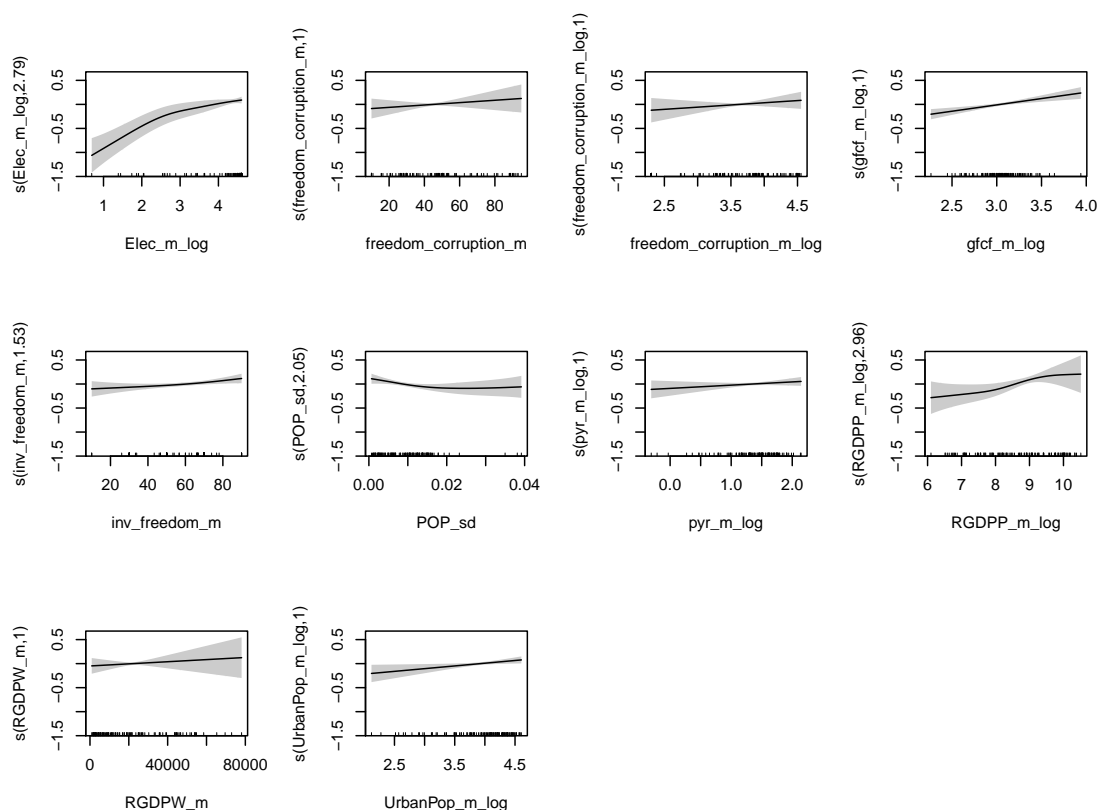 s(Elec_m_log,2.79)
0.5
−0.5
−1.5
1 2 3 4
Elec_m_log
s(freedom_corruption_m,1)
0.5
−0.5
−1.5
20 40 60 80
freedom_corruption_m
s(freedom_corruption_m_log,1)
0.5
−0.5
−1.5
2.5 3.5 4.5
freedom_corruption_m_log
s(gfcf_m_log,1)
0.5
−0.5
−1.5
2.5 3.0 3.5 4.0
gfcf_m_log
s(inv_freedom_m,1.53)
0.5
−0.5
−1.5
20 40 60 80
inv_freedom_m
s(POP_sd,2.05)
0.5
−0.5
−1.5
0.00 0.02 0.04
POP_sd
s(pyr_m_log,1)
0.5
−0.5
−1.5
0.0 1.0 2.0
pyr_m_log
s(RGDPP_m_log,2.96)
0.5
−0.5
−1.5
6 7 8 9 10
RGDPP_m_log
s(RGDPW_m,1)
0.5
−0.5
−1.5
0 40000 80000
RGDPW_m
s(UrbanPop_m_log,1)
0.5
−0.5
−1.5
2.5 3.5 4.5
UrbanPop_m_log